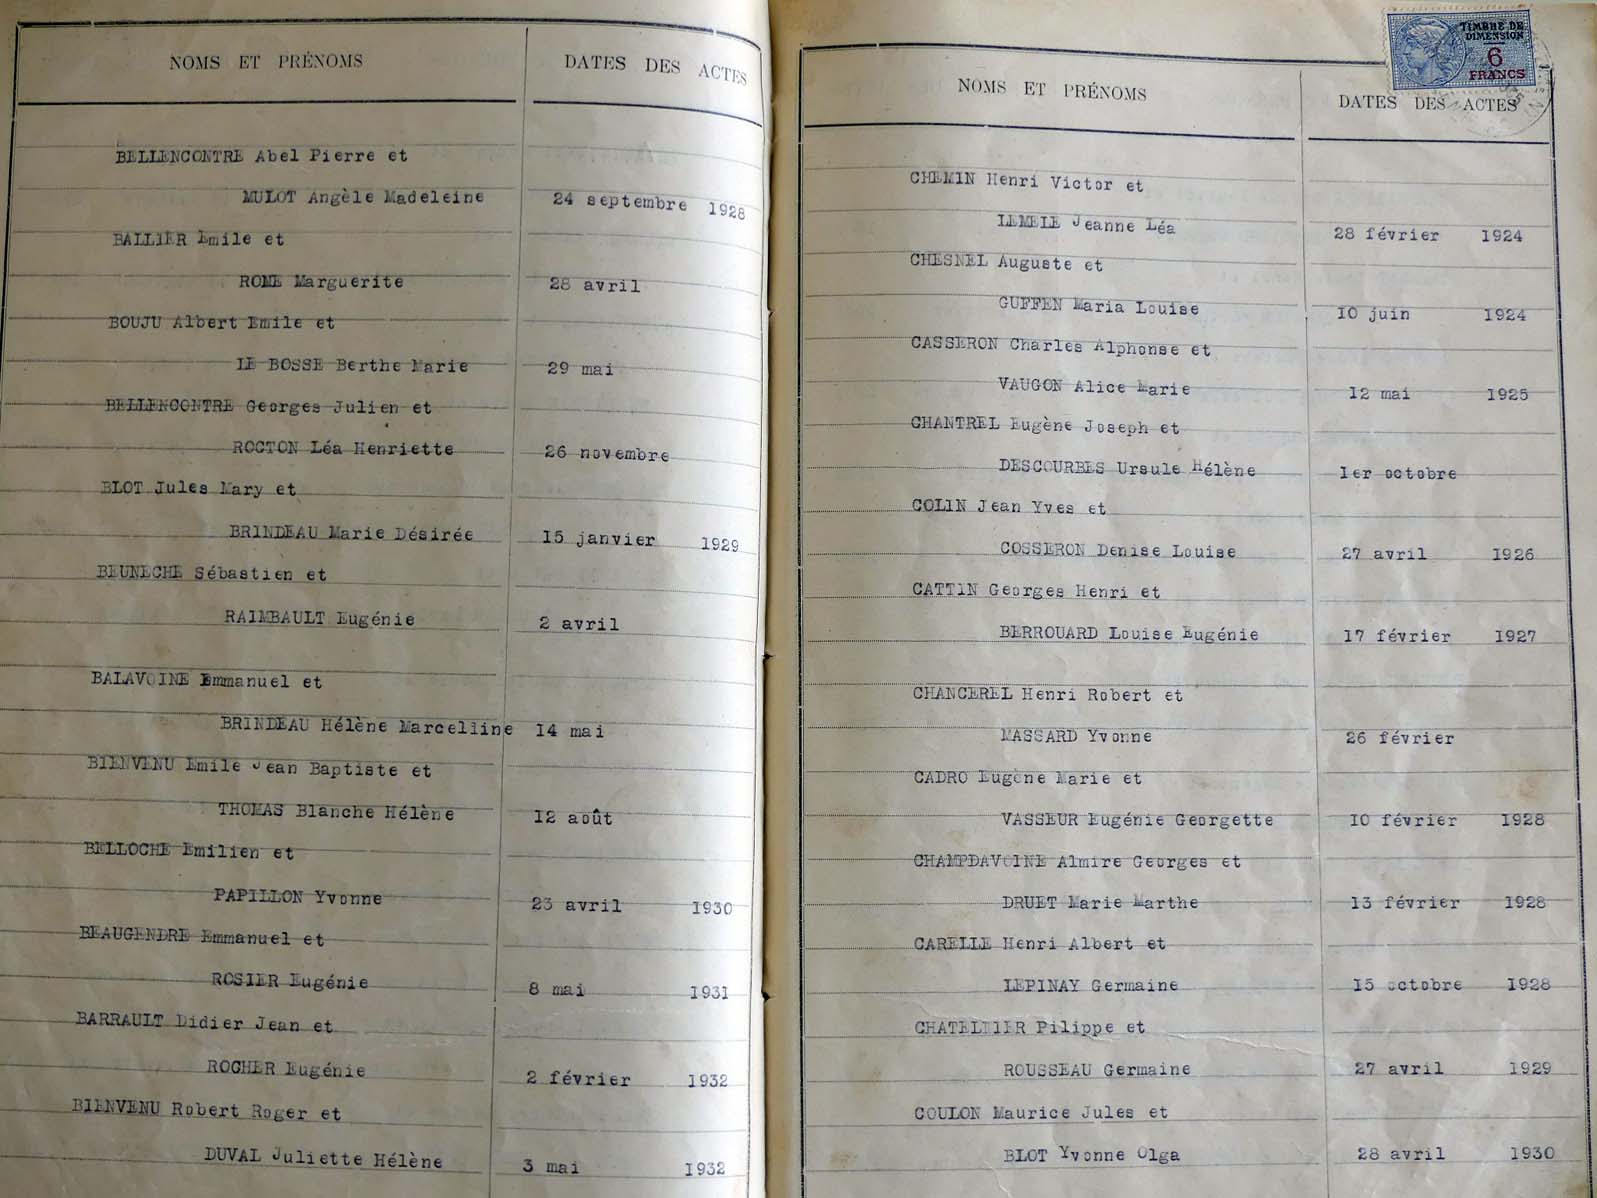 NOMS ET PRÉNOMS DATES DES ACTES
BELLENCONTRE Abel Pierre et
MULOT Angèle Madeleine 24 septembre 1928
BALLIER Emile et
ROME Marguerite 28 avril
BOUJU Albert Emile et
LE BOSSE Berthe Marie 29 mai
BELLENCONTRE Georges Julien et
ROCTON Léa Henriette 26 novembre
BLOT Jules Mary et
BRINDEAU Marie Désirée 15 janvier 1929
BEUNECHE Sébastien et
RAIMBAULT Eugénie 2 avril
BALAVOINE Emmanuel et
BRINDEAU Hélène Marcelline 14 mai
BIENVENU Emile Jean Baptiste et
THOMAS Blanche Hélène 12 août
BELLOCHE Emilien et
PAPILLON Yvonne 23 avril 1930
BEAUGENDRE Emmanuel et
ROSIER Eugénie 8 mai 1931
BARRAULT Didier Jean et
ROCHER Eugénie 2 février 1932
BIENVENU Robert Roger et
DUVAL Juliette Hélène 3 mai 1932
TIMBRE DE
DIMENSION
6
FRANCS
NOMS ET PRÉNOMS DATES DES ACTES
CHEMIN Henri Victor et
LEMELE Jeanne Léa 28 février 1924
CHESNEL Auguste et
GUFFEN Maria Louise 10 juin 1924
CASSERON Charles Alphonse et
VAUGON Alice Marie 12 mai 1925
CHANTREL Eugène Joseph et
DESCOURBES Ursule Hélène 1er octobre
COLIN Jean Yves et
COSSERON Denise Louise 27 avril 1926
CATTIN Georges Henri et
BERROUARD Louise Eugénie 17 février 1927
CHANCEREL Henri Robert et
MASSARD Yvonne 26 février
CADRO Eugène Marie et
VASSEUR Eugénie Georgette 10 février 1928
CHAMPDAVOINE Almire Georges et
DRUET Marie Marthe 13 février 1928
CARELLE Henri Albert et
LEPINAY Germaine 15 octobre 1928
CHATELLIER Pilippe et
ROUSSEAU Germaine 27 avril 1929
COULON Maurice Jules et
BLOT Yvonne Olga 28 avril 1930